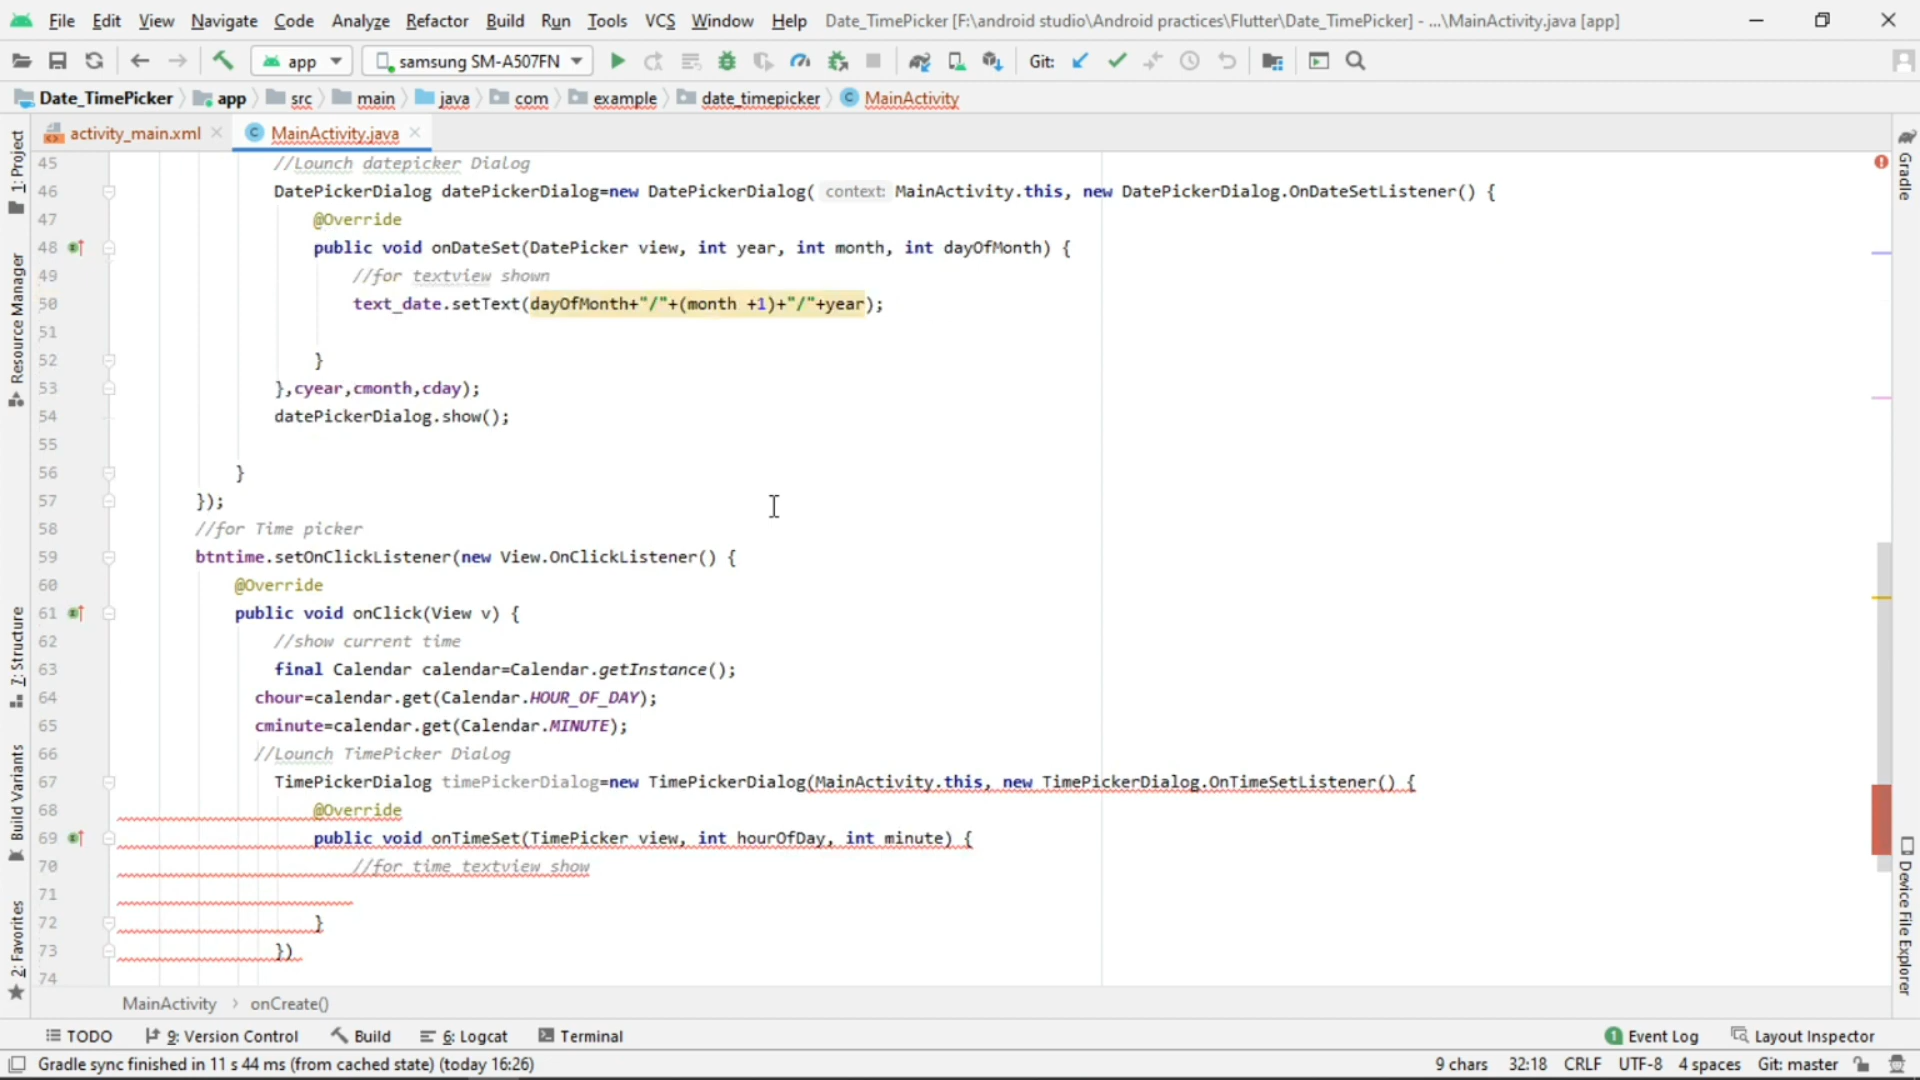 File Edit View Navigate Code Analyze Refactor Build Run Tools VCS Window Help Date_TimePicker [F:\android studio\Android practices\Flutter\Date_TimePicker] - ...\MainActivity.java [app]
app samsung SM-A507FN Git:
Date_TimePicker app src main java com example date_timepicker MainActivity
activity_main.xml MainActivity.java
1: Project
Resource Manager
7: Structure
Build Variants
2: Favorites
Gradle
Device File Explorer
45 //Lounch datepicker Dialog
46 DatePickerDialog datePickerDialog=new DatePickerDialog( context: MainActivity.this, new DatePickerDialog.OnDateSetListener() {
47 @Override
48 public void onDateSet(DatePicker view, int year, int month, int dayOfMonth) {
49 //for textview shown
50 text_date.setText(dayOfMonth+"/"+(month +1)+"/"+year);
51
52 }
53 },cyear,cmonth,cday);
54 datePickerDialog.show();
55
56 }
57 });
58 //for Time picker
59 btntime.setOnClickListener(new View.OnClickListener() {
60 @Override
61 public void onClick(View v) {
62 //show current time
63 final Calendar calendar=Calendar.getInstance();
64 chour=calendar.get(Calendar.HOUR_OF_DAY);
65 cminute=calendar.get(Calendar.MINUTE);
66 //Lounch TimePicker Dialog
67 TimePickerDialog timePickerDialog=new TimePickerDialog(MainActivity.this, new TimePickerDialog.OnTimeSetListener() {
68 @Override
69 public void onTimeSet(TimePicker view, int hourOfDay, int minute) {
70 //for time textview show
71
72 }
73 })
74
MainActivity › onCreate()
TODO 9: Version Control Build 6: Logcat Terminal 1 Event Log Layout Inspector
Gradle sync finished in 11 s 44 ms (from cached state) (today 16:26) 9 chars 32:18 CRLF UTF-8 4 spaces Git: master